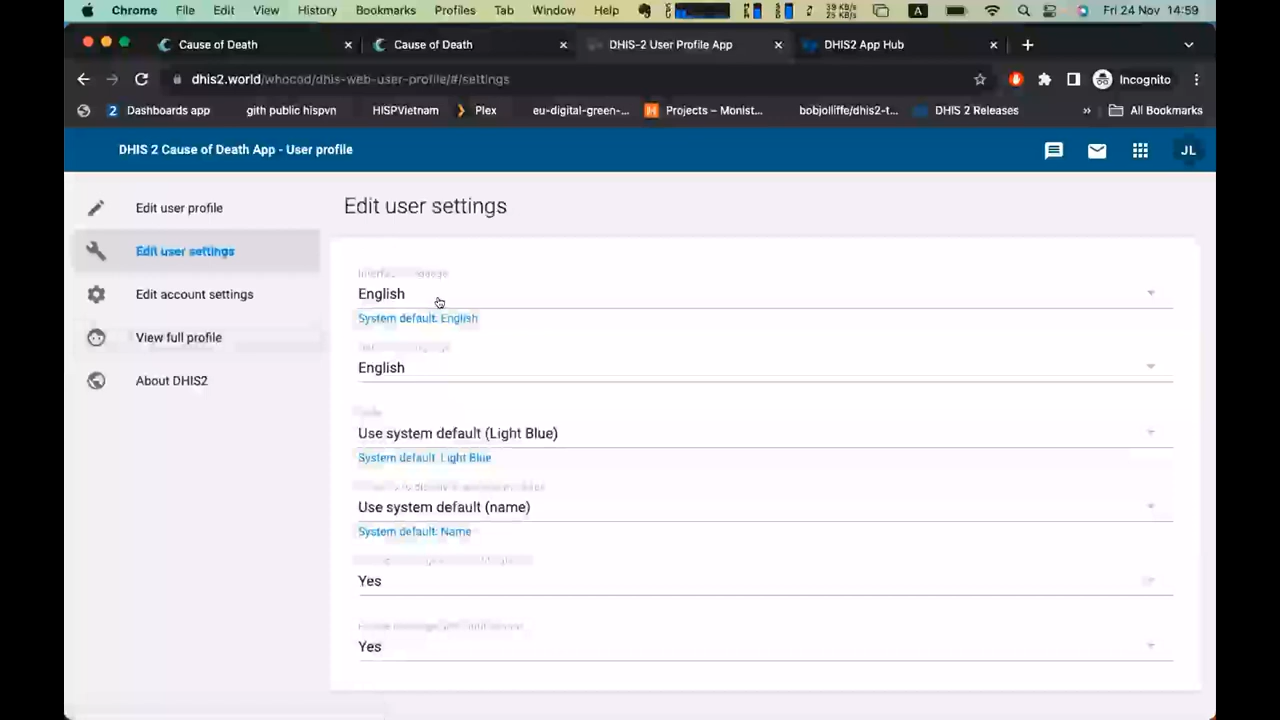 Chrome File Edit View History Bookmarks Profiles Tab Window Help A Fri 24 Nov 14:59
Cause of Death Cause of Death DHIS-2 User Profile App DHIS2 App Hub
dhis2.world/whocod/dhis-web-user-profile/#/settings Incognito
Dashboards app gith public hispvn HISPVietnam Plex eu-digital-green-... Projects – Monist... bobjolliffe/dhis2-t... DHIS 2 Releases » All Bookmarks
DHIS 2 Cause of Death App - User profile JL
Edit user profile
Edit user settings
Edit account settings
View full profile
About DHIS2
Edit user settings
English
System default: English
English
Use system default (Light Blue)
System default: Light Blue
Use system default (name)
System default: Name
Yes
Yes